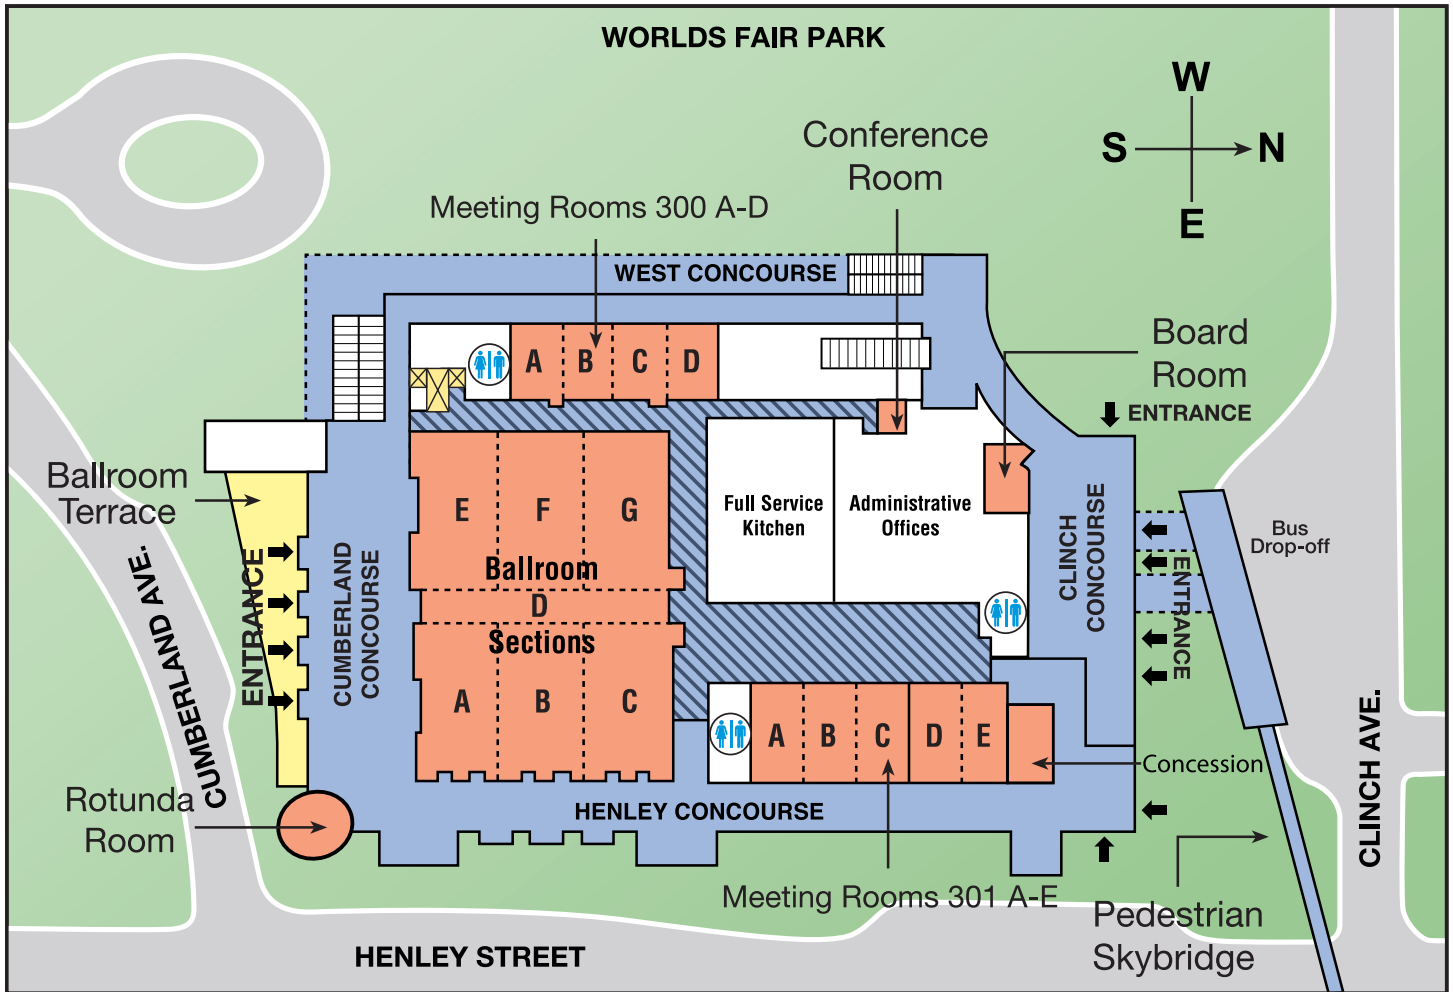 WORLDS FAIR PARK
W
S
N
E
Conference
Room
Meeting Rooms 300 A-D
WEST CONCOURSE
Board
Room
ENTRANCE
A
B
C
D
Ballroom
Terrace
CUMBERLAND AVE.
ENTRANCE
CUMBERLAND
CONCOURSE
E
F
G
Ballroom
D
Sections
A
B
C
Full Service
Kitchen
Administrative
Offices
CLINCH
CONCOURSE
ENTRANCE
Bus
Drop-off
A
B
C
D
E
Concession
CLINCH AVE.
Rotunda
Room
HENLEY CONCOURSE
Meeting Rooms 301 A-E
Pedestrian
Skybridge
HENLEY STREET